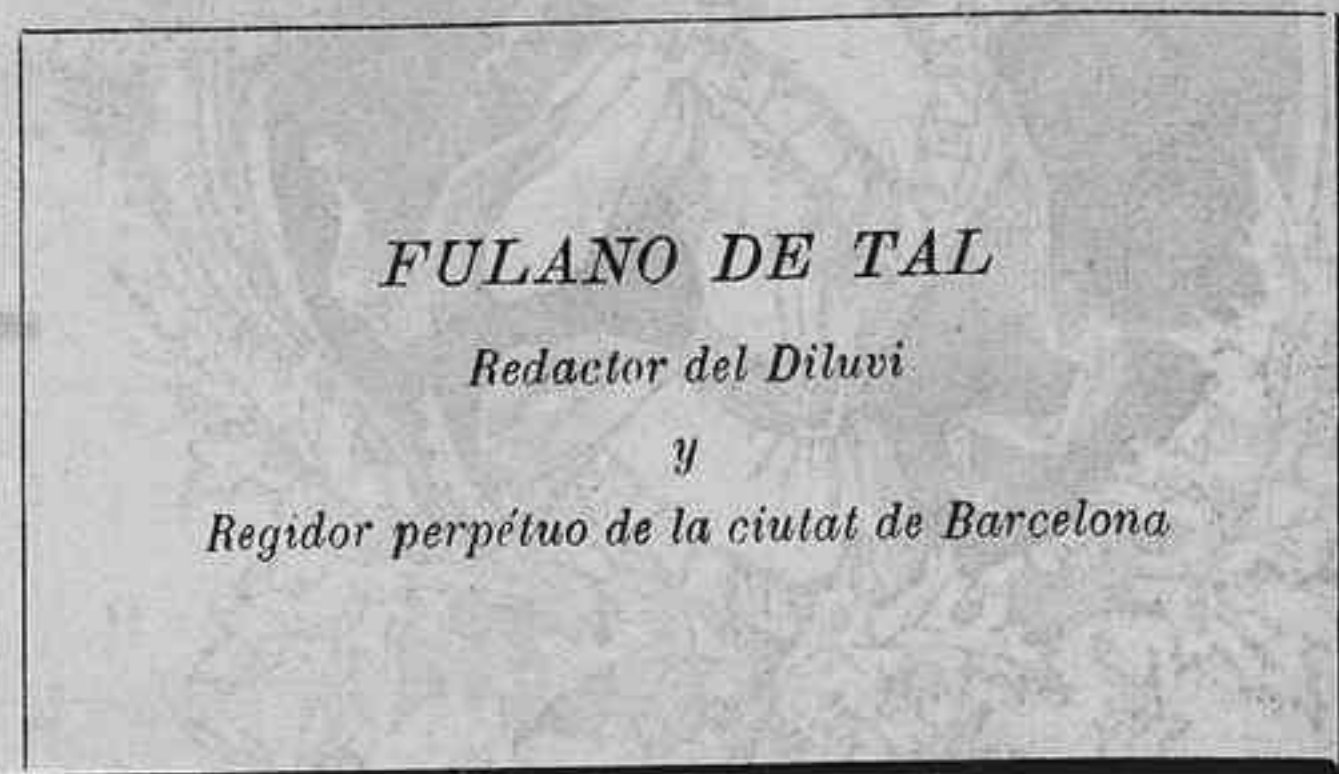 FULANO DE TAL
Redactor del Diluvi
y
Regidor perpétuo de la ciutat de Barcelona